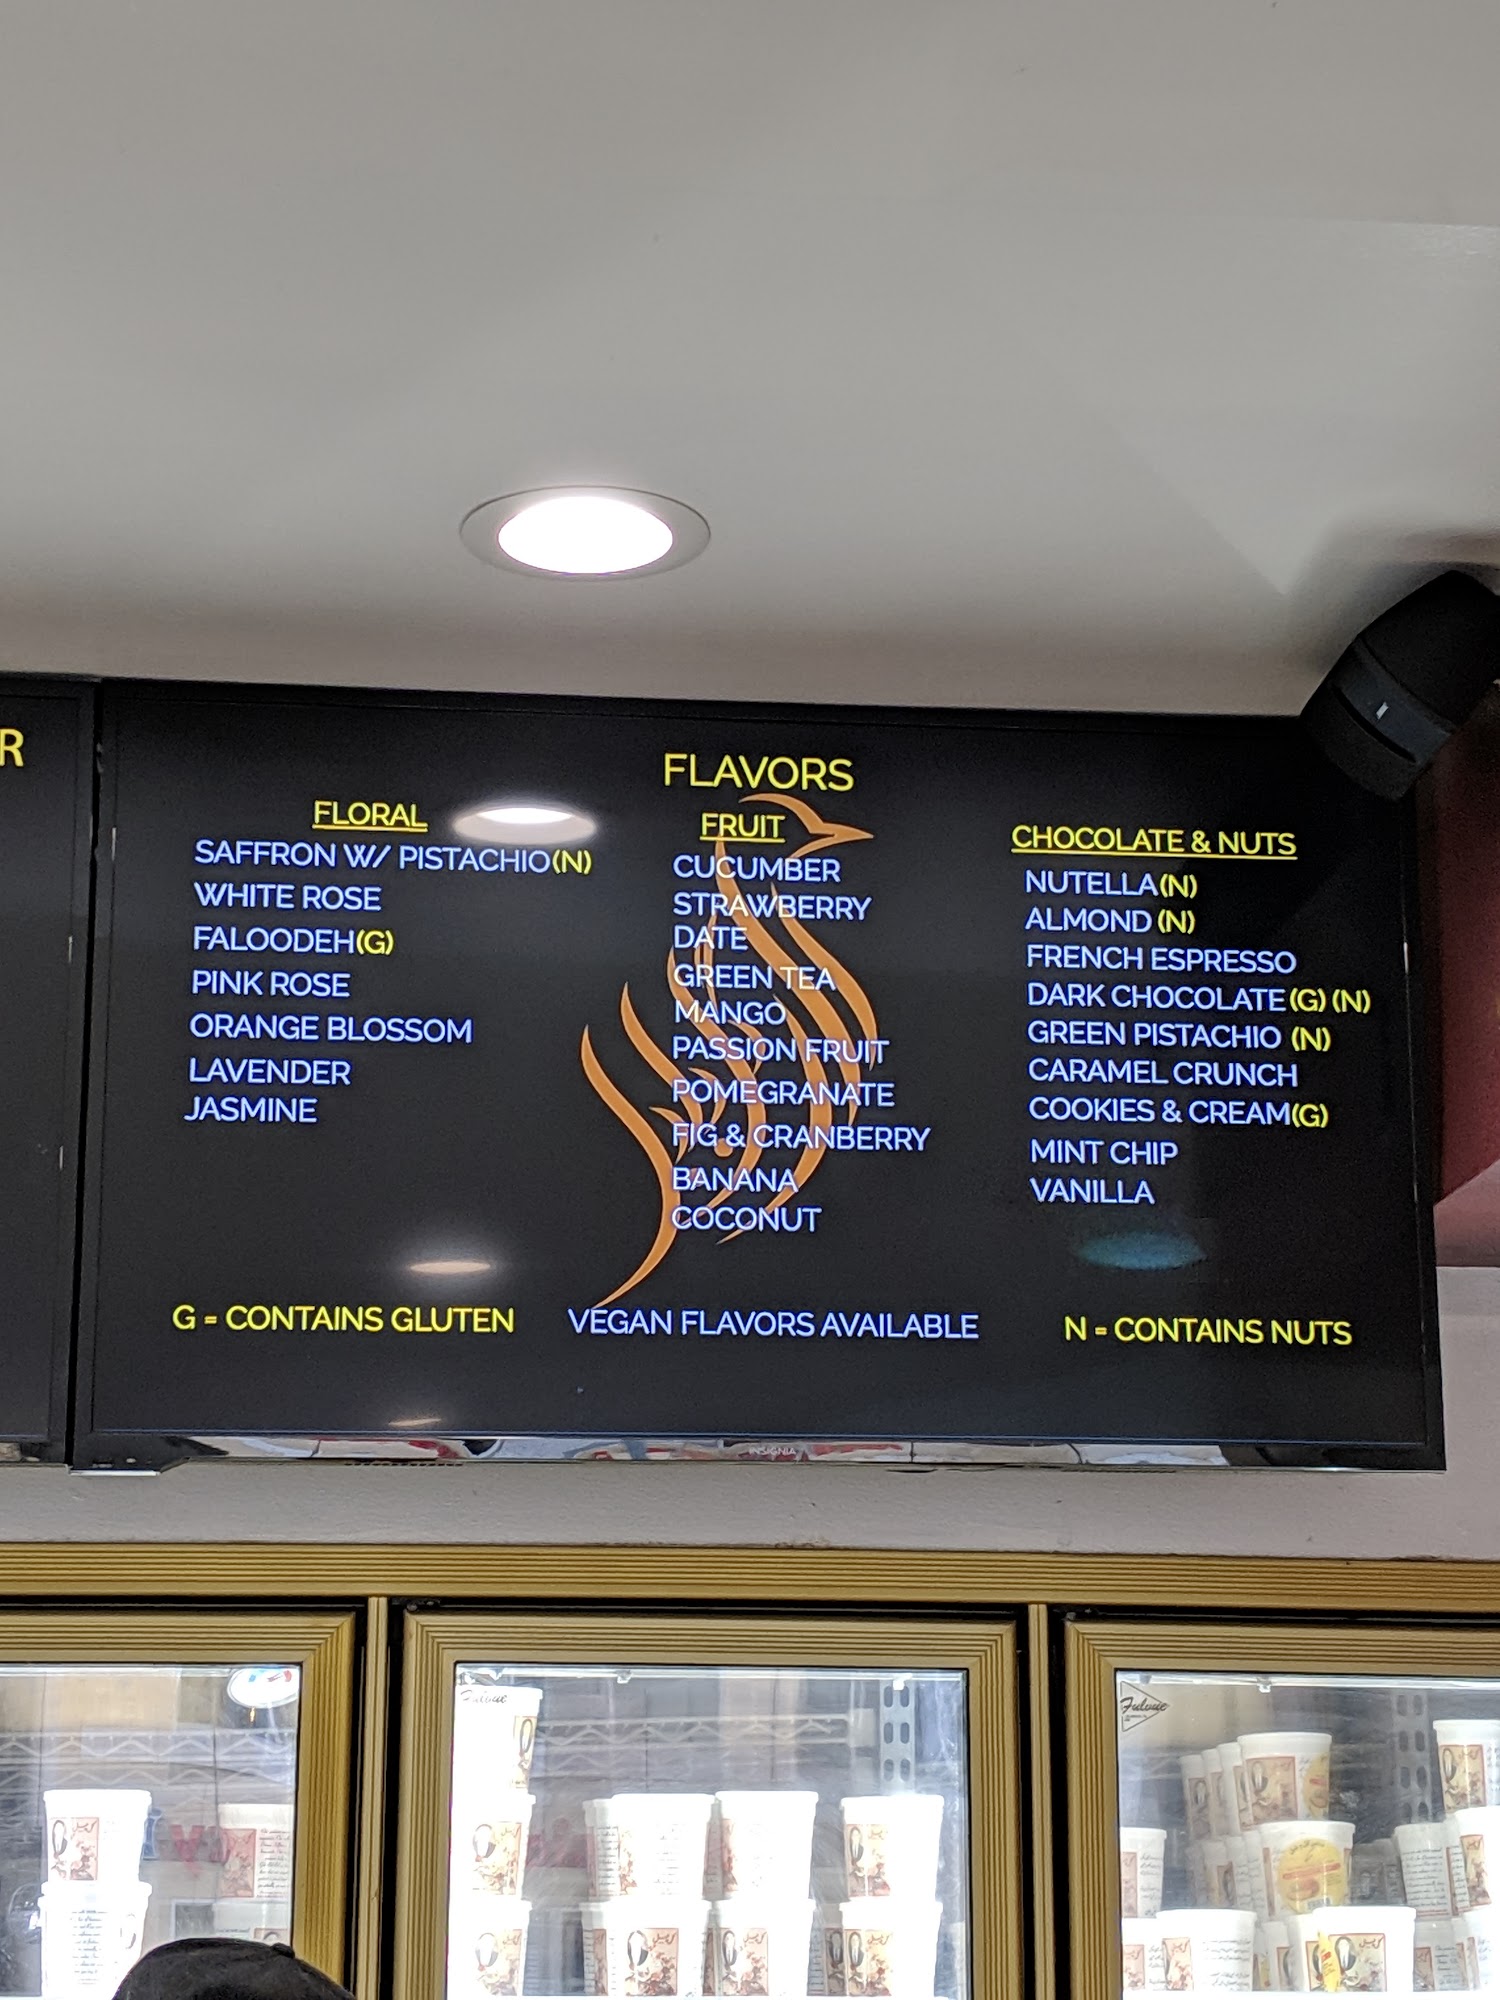 R
FLAVORS
FLORAL
SAFFRON W/ PISTACHIO(N)
WHITE ROSE
FALOODEH(G)
PINK ROSE
ORANGE BLOSSOM
LAVENDER
JASMINE
FRUIT
CUCUMBER
STRAWBERRY
DATE
GREEN TEA
MANGO
PASSION FRUIT
POMEGRANATE
FIG & CRANBERRY
BANANA
COCONUT
CHOCOLATE & NUTS
NUTELLA(N)
ALMOND (N)
FRENCH ESPRESSO
DARK CHOCOLATE(G) (N)
GREEN PISTACHIO (N)
CARAMEL CRUNCH
COOKIES & CREAM(G)
MINT CHIP
VANILLA
G = CONTAINS GLUTEN
VEGAN FLAVORS AVAILABLE
N = CONTAINS NUTS
INSIGNIA